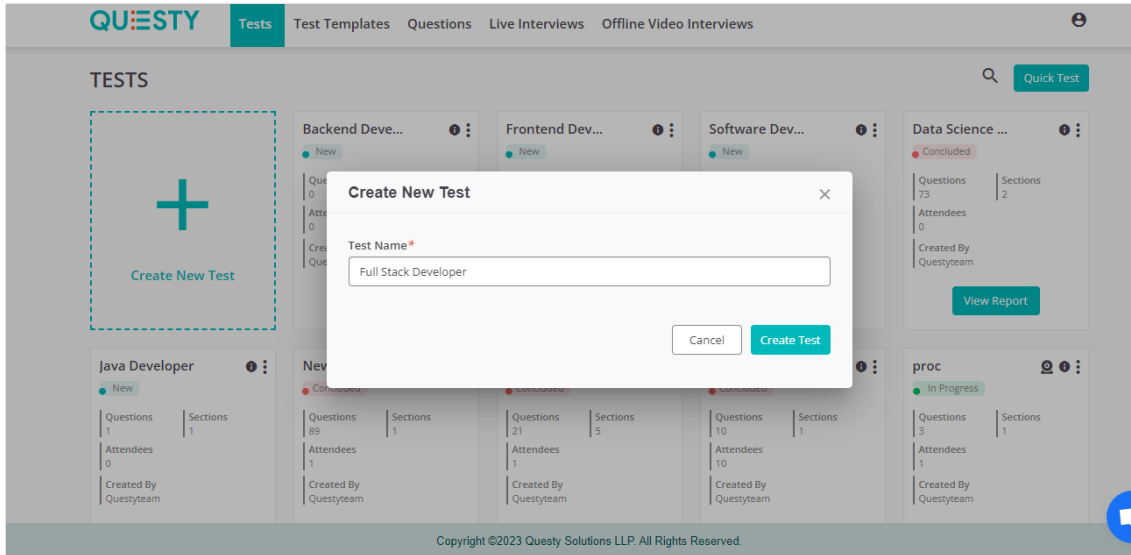 QUESTY
Tests
Test Templates
Questions
Live Interviews
Offline Video Interviews
TESTS
Quick Test
Create New Test
Backend Deve...
New
Frontend Dev...
New
Software Dev...
New
Data Science ...
Concluded
Questions
73
Sections
2
Attendees
0
Created By
Questyteam
View Report
0
0
Create New Test
Test Name*
Full Stack Developer
Cancel
Create Test
Java Developer
New
Questions
1
Sections
1
Attendees
0
Created By
Questyteam
Concluded
Questions
89
Sections
1
Attendees
1
Created By
Questyteam
Concluded
Questions
21
Sections
5
Attendees
1
Created By
Questyteam
Concluded
Questions
10
Sections
1
Attendees
10
Created By
Questyteam
proc
In Progress
Questions
3
Sections
1
Attendees
1
Created By
Questyteam
Copyright ©2023 Questy Solutions LLP. All Rights Reserved.